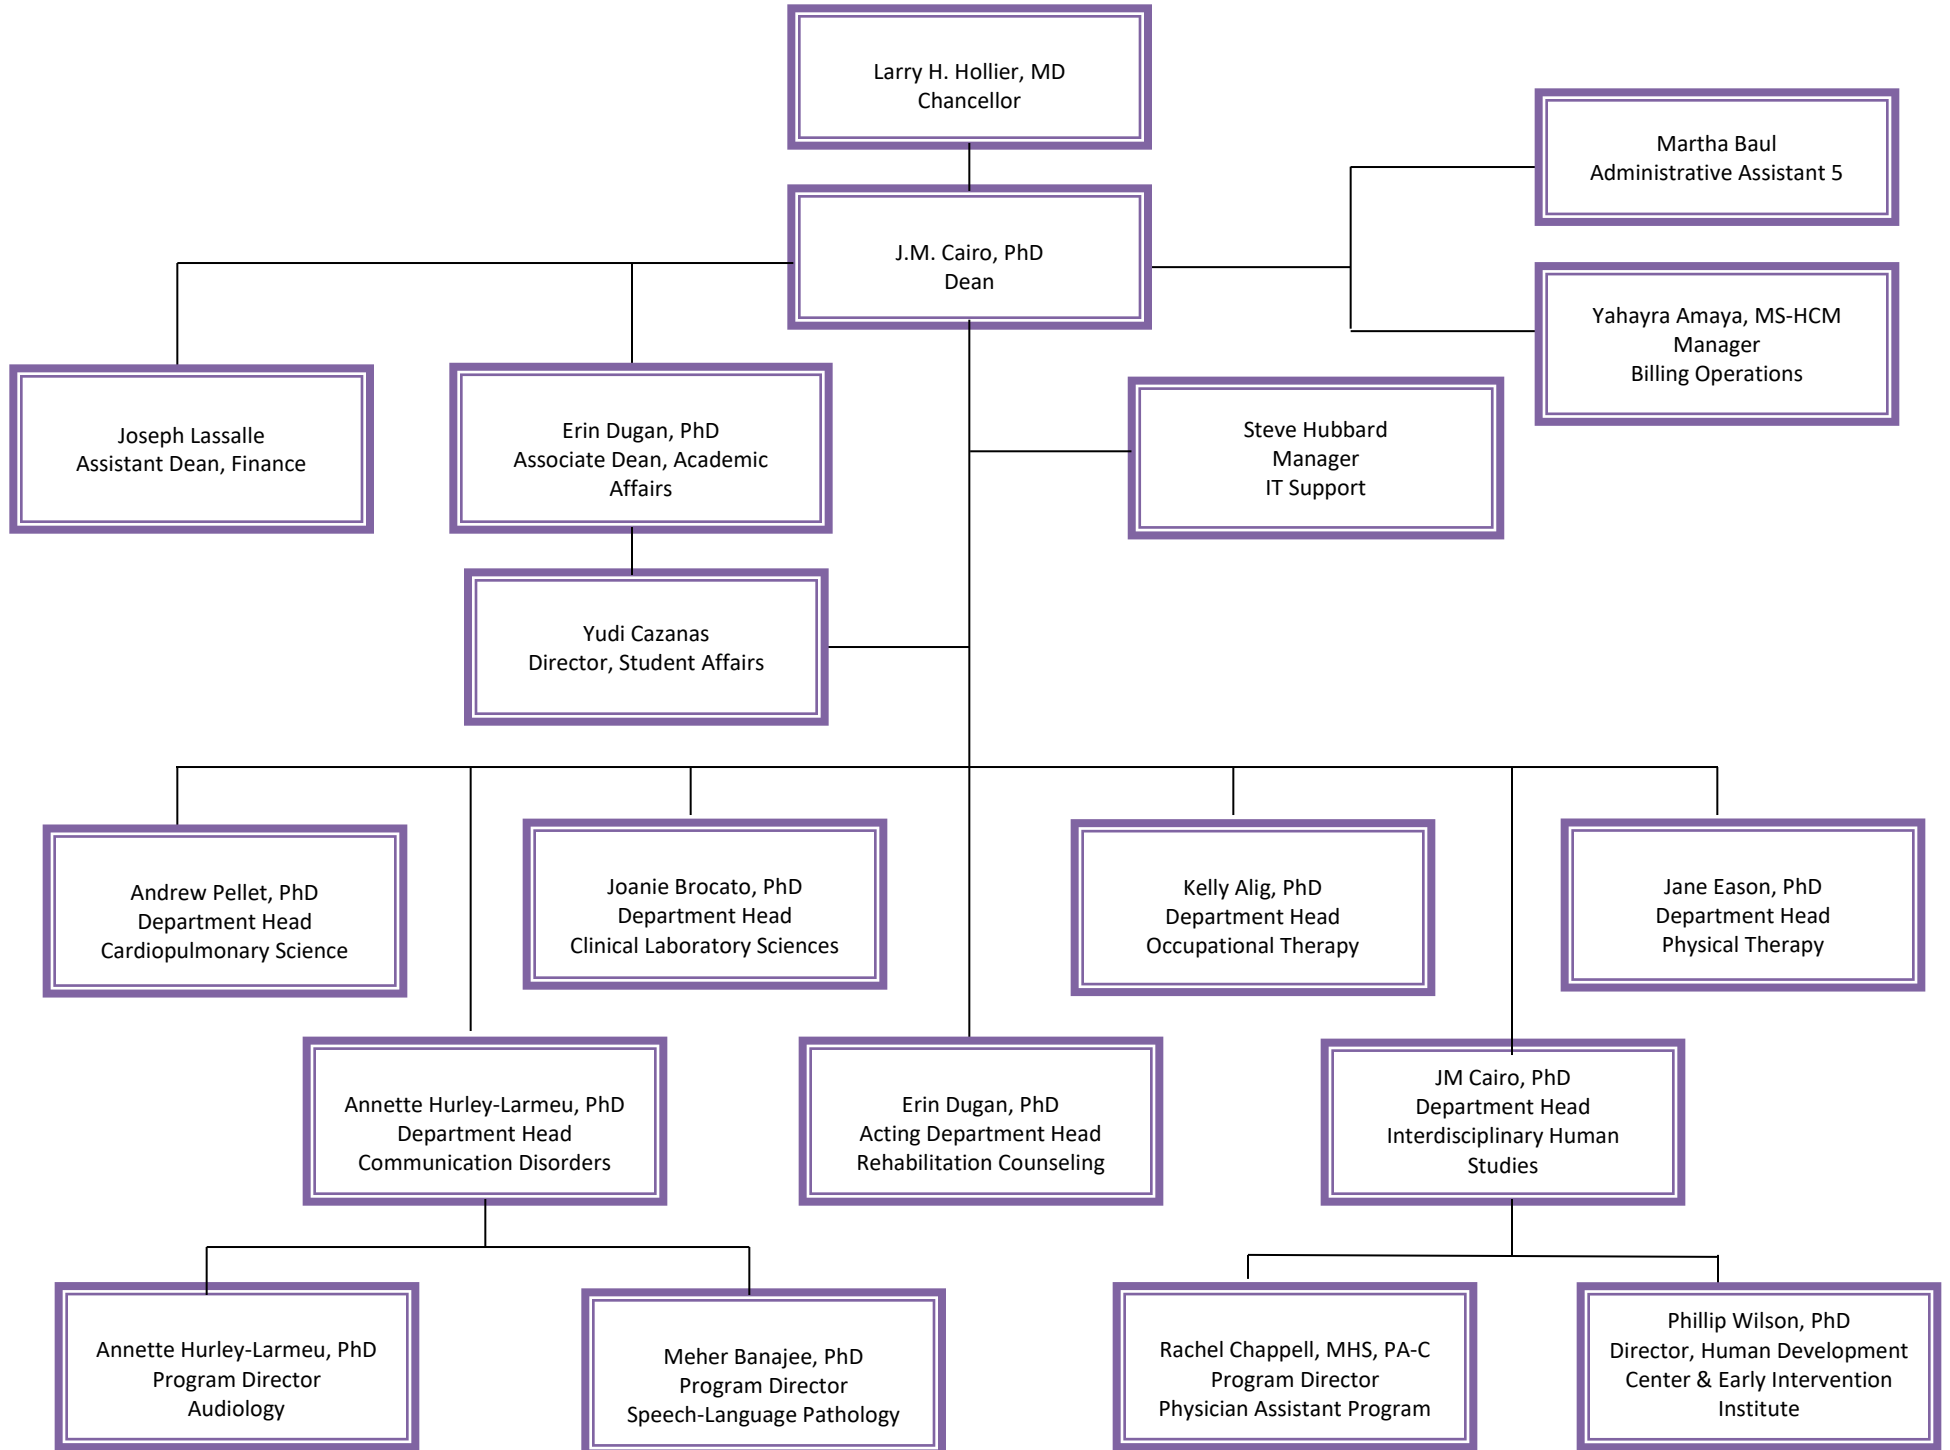 Larry H. Hollier, MD
Chancellor
Martha Baul
Administrative Assistant 5
J.M. Cairo, PhD
Dean
Yahayra Amaya, MS-HCM
Manager
Billing Operations
Joseph Lassalle
Assistant Dean, Finance
Erin Dugan, PhD
Associate Dean, Academic
Affairs
Steve Hubbard
Manager
IT Support
Yudi Cazanas
Director, Student Affairs
Andrew Pellet, PhD
Department Head
Cardiopulmonary Science
Joanie Brocato, PhD
Department Head
Clinical Laboratory Sciences
Kelly Alig, PhD
Department Head
Occupational Therapy
Jane Eason, PhD
Department Head
Physical Therapy
Annette Hurley-Larmeu, PhD
Department Head
Communication Disorders
Erin Dugan, PhD
Acting Department Head
Rehabilitation Counseling
JM Cairo, PhD
Department Head
Interdisciplinary Human
Studies
Annette Hurley-Larmeu, PhD
Program Director
Audiology
Meher Banajee, PhD
Program Director
Speech-Language Pathology
Rachel Chappell, MHS, PA-C
Program Director
Physician Assistant Program
Phillip Wilson, PhD
Director, Human Development
Center & Early Intervention
Institute